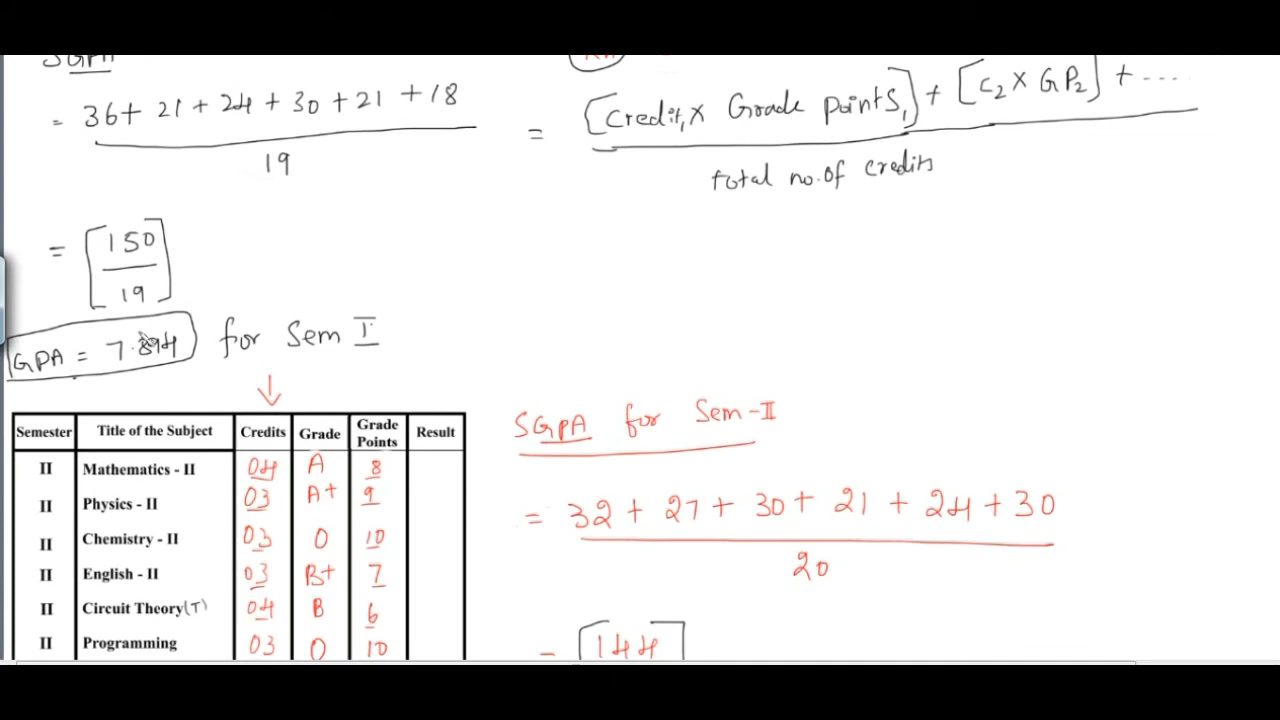 SGPA
= 36 + 21 + 24 + 30 + 21 + 18
19
= [Credit₁ x Grade points₁] + [C₂ x GP₂] + ....
total no. of credits
= [150
19]
GPA = 7.894 for Sem I
Semester Title of the Subject Credits Grade Grade Points Result
II Mathematics - II 04 A 8
II Physics - II 03 A+ 9
II Chemistry - II 03 O 10
II English - II 03 B+ 7
II Circuit Theory (T) 04 B 6
II Programming 03 O 10
SGPA for Sem-II
= 32 + 27 + 30 + 21 + 24 + 30
20
= [144]